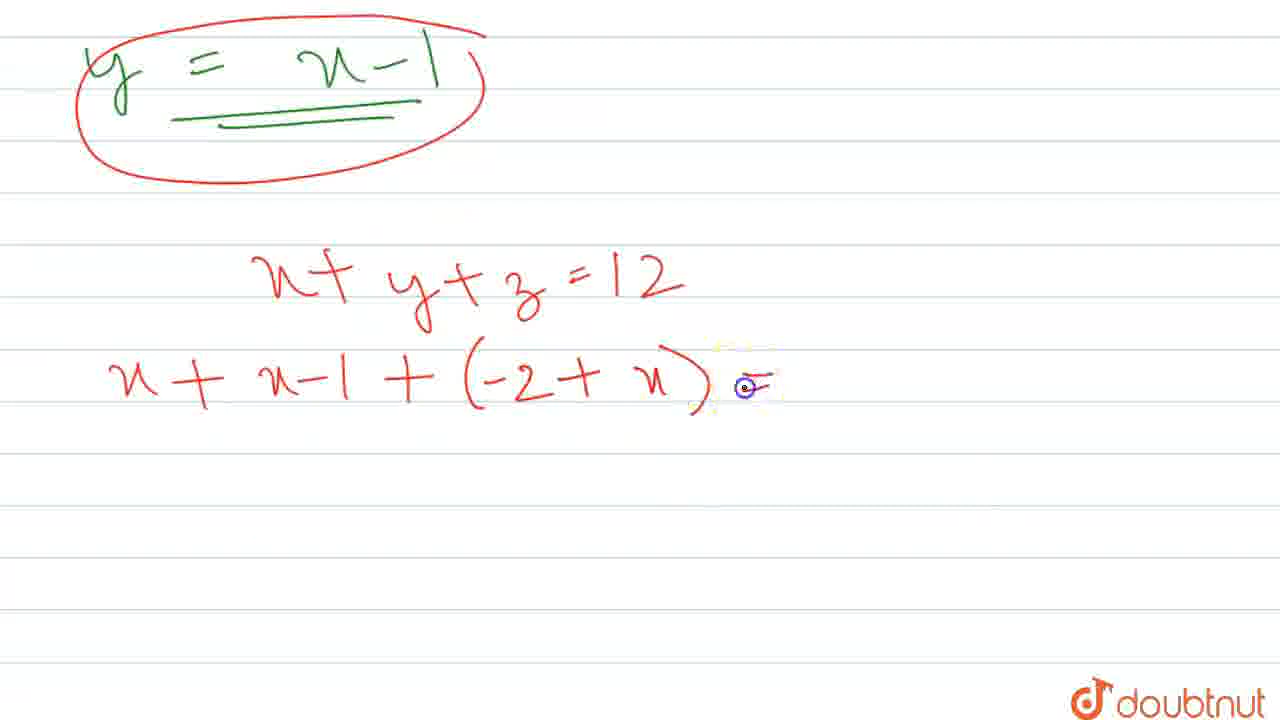 y = x-1
x+ y+z=12
x+ x-1 + (-2+ x) =
doubtnut